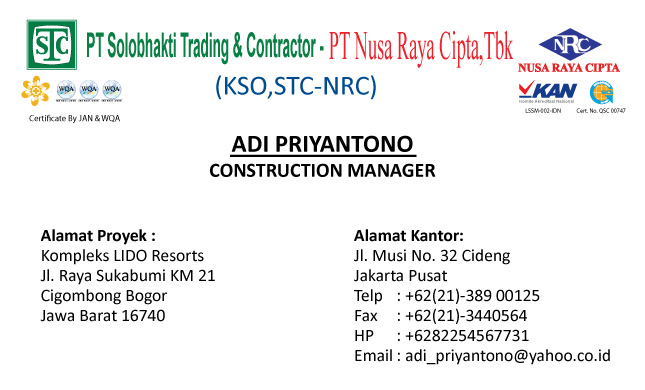 STC PT Solobhakti Trading & Contractor - PT Nusa Raya Cipta,Tbk
NRC
NUSA RAYA CIPTA
(KSO,STC-NRC)
WQA WQA WQA
KAN
Komite Akreditasi Nasional
Certificate By JAN & WQA
LSSM-002-IDN Cert. No. QSC 00747
ADI PRIYANTONO
CONSTRUCTION MANAGER
Alamat Proyek :
Kompleks LIDO Resorts
Jl. Raya Sukabumi KM 21
Cigombong Bogor
Jawa Barat 16740
Alamat Kantor:
Jl. Musi No. 32 Cideng
Jakarta Pusat
Telp : +62(21)-389 00125
Fax : +62(21)-3440564
HP : +6282254567731
Email : adi_priyantono@yahoo.co.id